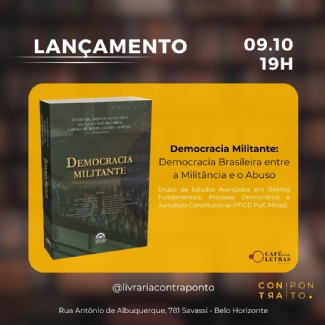 LANÇAMENTO
09.10
19H
DEMOCRACIA
MILITANTE
Democracia Militante:
Democracia Brasileira entre
a Militância e o Abuso
Grupo de Estudos Avançados em Direitos
Fundamentais, Processo Democrático e
Jurisdição Constitucional (PPGD PUC Minas)
CAFÉ
LETRAS
@livrariacontraponto
CON PON
TRA TO.
Rua Antônio de Albuquerque, 781 Savassi - Belo Horizonte